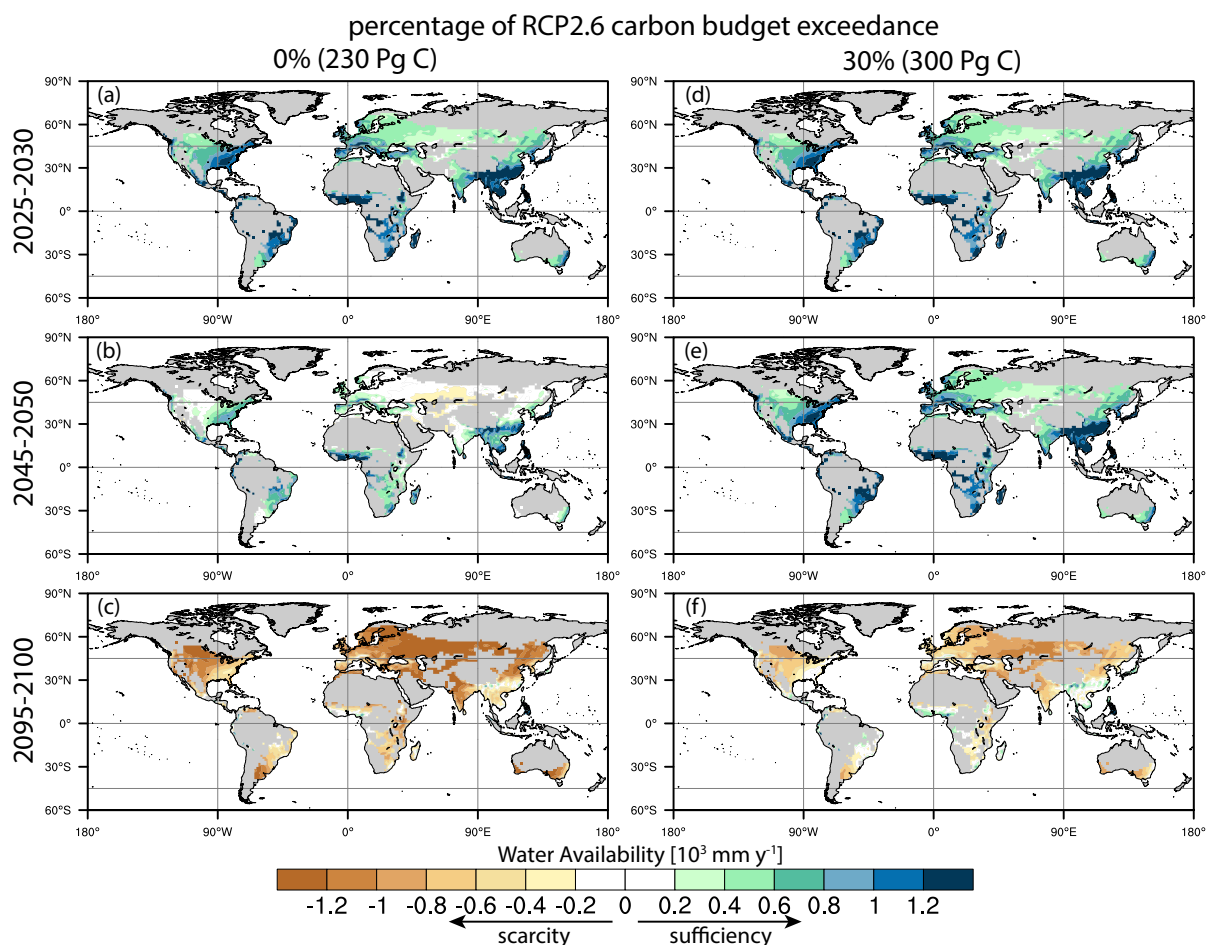 percentage of RCP2.6 carbon budget exceedance
0% (230 Pg C) 30% (300 Pg C)
2025-2030
(a)
90°N
60°N
30°N
0°
30°S
60°S
180° 90°W 0° 90°E 180°
(d)
90°N
60°N
30°N
0°
30°S
60°S
180° 90°W 0° 90°E 180°
2045-2050
(b)
90°N
60°N
30°N
0°
30°S
60°S
180° 90°W 0° 90°E 180°
(e)
90°N
60°N
30°N
0°
30°S
60°S
180° 90°W 0° 90°E 180°
2095-2100
(c)
90°N
60°N
30°N
0°
30°S
60°S
180° 90°W 0° 90°E 180°
(f)
90°N
60°N
30°N
0°
30°S
60°S
180° 90°W 0° 90°E 180°
Water Availability [10³ mm y⁻¹]
-1.2 -1 -0.8 -0.6 -0.4 -0.2 0 0.2 0.4 0.6 0.8 1 1.2
scarcity sufficiency